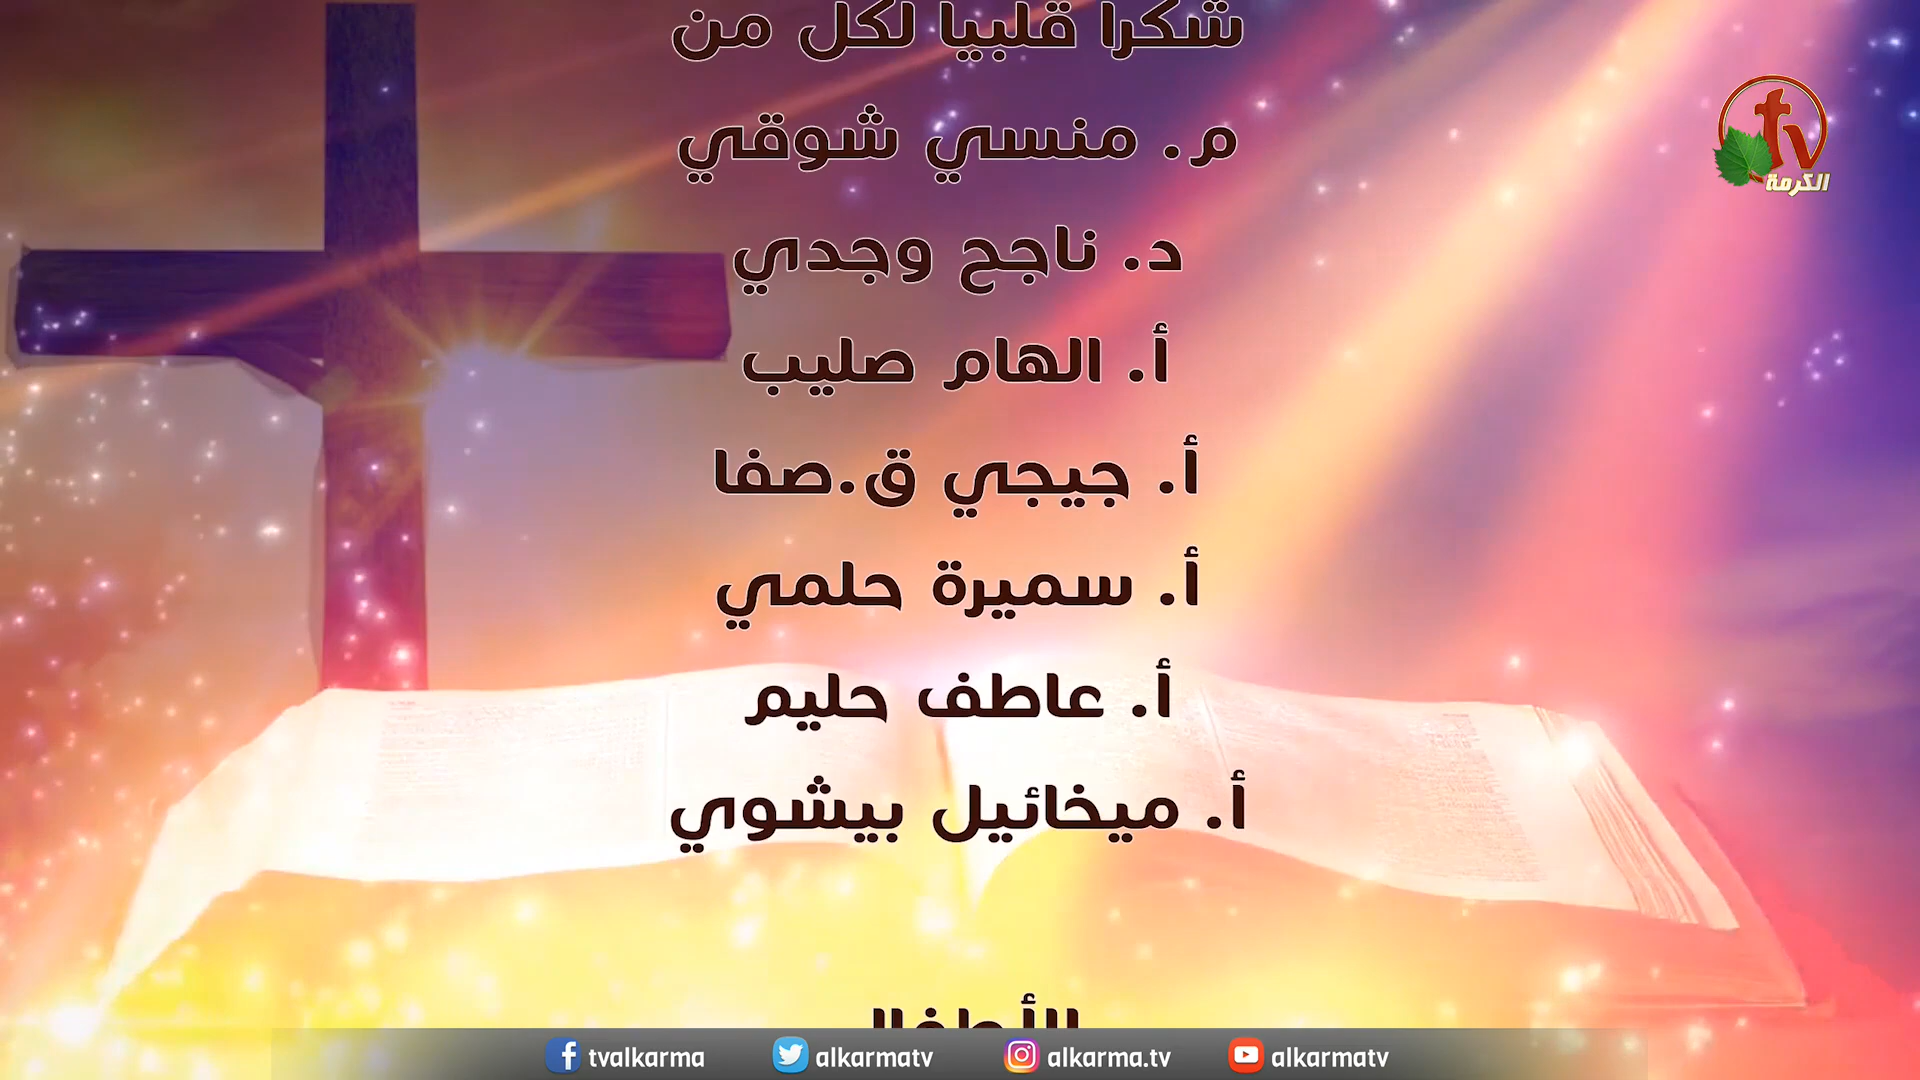 شكرا قلبيا لكل من
م. منسي شوقي
د. ناجح وجدي
أ. الهام صليب
أ. جيجي ق.صفا
أ. سميرة حلمي
أ. عاطف حليم
أ. ميخائيل بيشوي
الأطفال
tv
الكرمة
tvalkarma
alkarmatv
alkarma.tv
alkarmatv